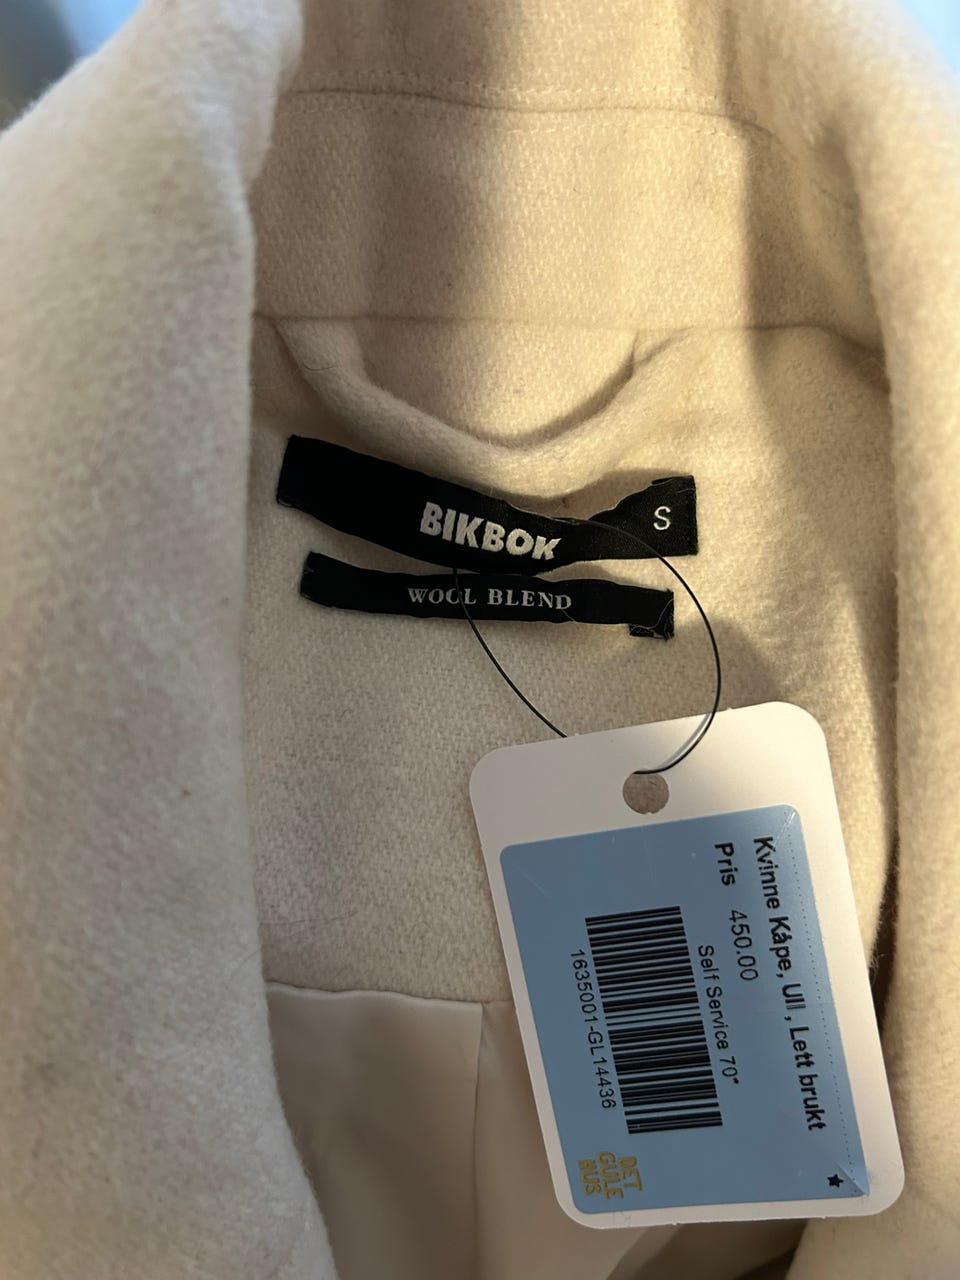 BIKBOK
S
WOOL BLEND
Kvinne Kåpe, Ull, Lett brukt
Pris 450.00
Self Service 70*
1635001-GL14436
DET
GULE
HUS